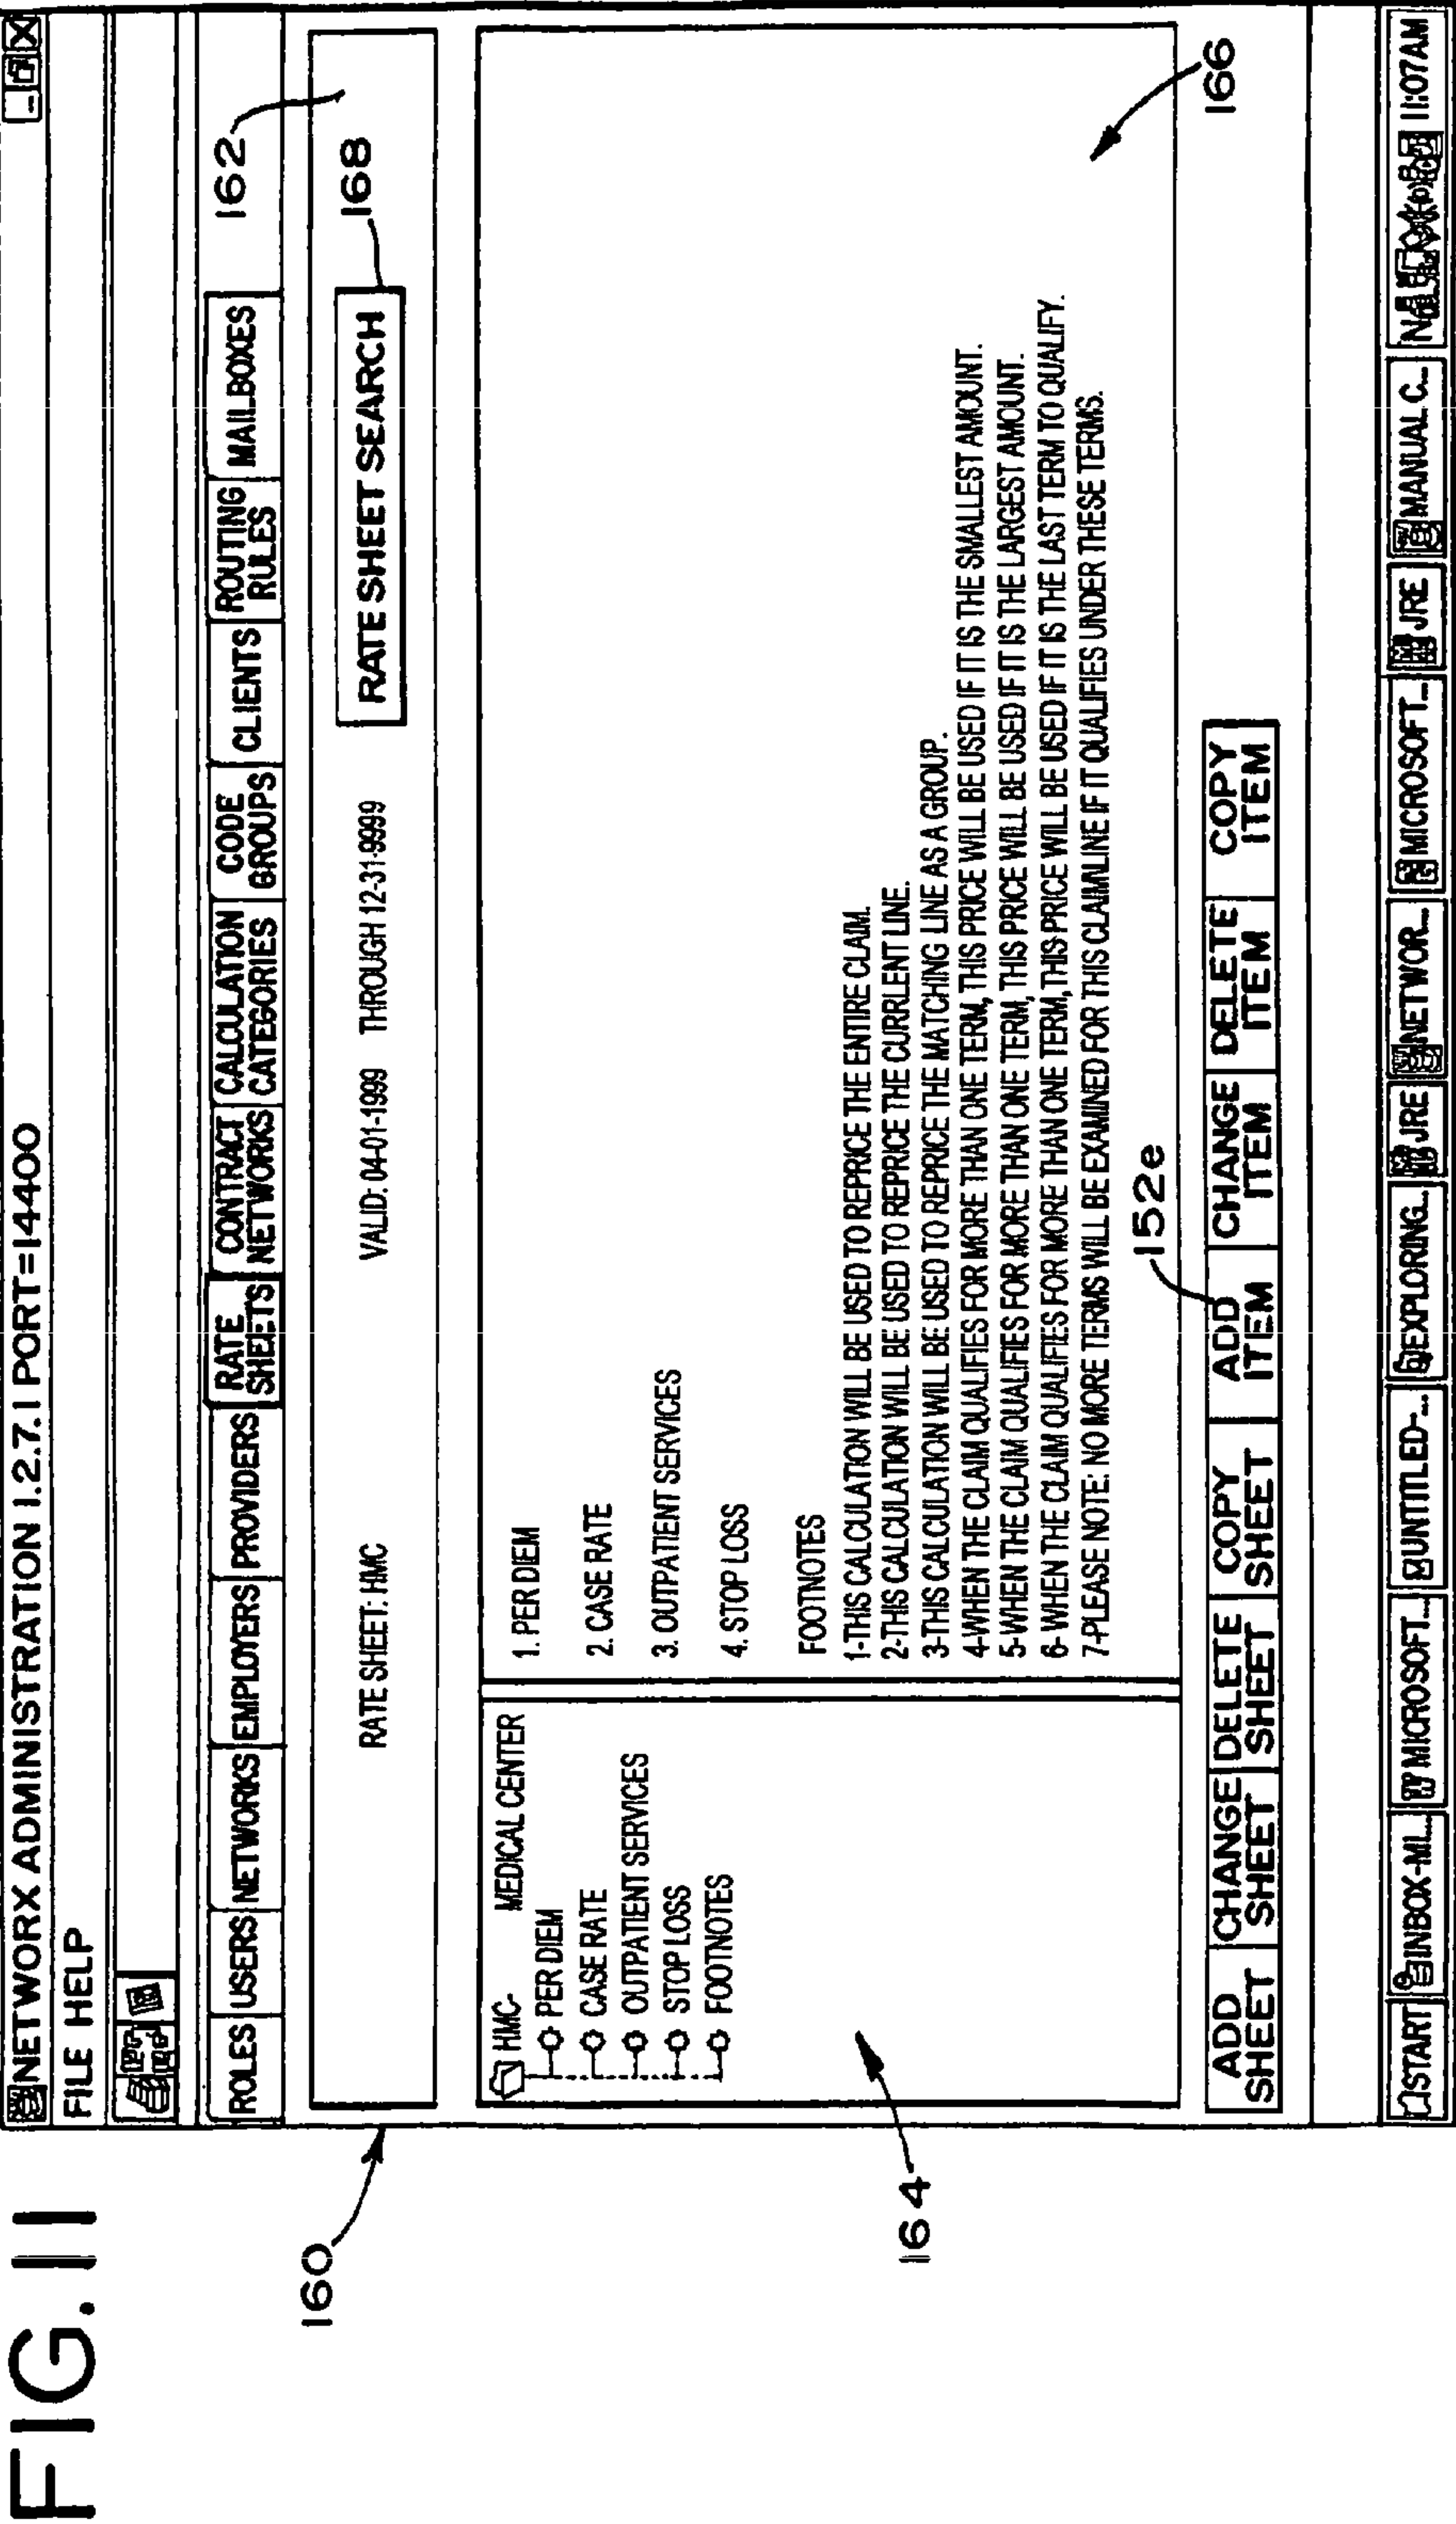 FIG. 11
NETWORX ADMINISTRATION 1.2.7.1 PORT=14400
FILE HELP
ROLES USERS NETWORKS EMPLOYERS PROVIDERS RATE SHEETS CONTRACT NETWORKS CALCULATION CATEGORIES CODE GROUPS CLIENTS ROUTING RULES MAILBOXES
162
160
RATE SHEET: HMC VALID: 04-01-1999 THROUGH 12-31-9999 RATE SHEET SEARCH
168
HMC- MEDICAL CENTER
PER DIEM
CASE RATE
OUTPATIENT SERVICES
STOP LOSS
FOOTNOTES
164
1. PER DIEM
2. CASE RATE
3. OUTPATIENT SERVICES
4. STOP LOSS
FOOTNOTES
1-THIS CALCULATION WILL BE USED TO REPRICE THE ENTIRE CLAIM.
2-THIS CALCULATION WILL BE USED TO REPRICE THE CURRLENT LINE.
3-THIS CALCULATION WILL BE USED TO REPRICE THE MATCHING LINE AS A GROUP.
4-WHEN THE CLAIM QUALIFIES FOR MORE THAN ONE TERM, THIS PRICE WILL BE USED IF IT IS THE SMALLEST AMOUNT.
5-WHEN THE CLAIM QUALIFIES FOR MORE THAN ONE TERM, THIS PRICE WILL BE USED IF IT IS THE LARGEST AMOUNT.
6- WHEN THE CLAIM QUALIFIES FOR MORE THAN ONE TERM, THIS PRICE WILL BE USED IF IT IS THE LAST TERM TO QUALIFY.
7-PLEASE NOTE: NO MORE TERMS WILL BE EXAMINED FOR THIS CLAIMLINE IF IT QUALIFIES UNDER THESE TERMS.
166
152e
ADD SHEET CHANGE SHEET DELETE SHEET COPY SHEET ADD ITEM CHANGE ITEM DELETE ITEM COPY ITEM
START INBOX-MI... MICROSOFT... UNTITLED-... EXPLORING... JRE NETWOR... MICROSOFT... JRE MANUAL C... 11:07AM